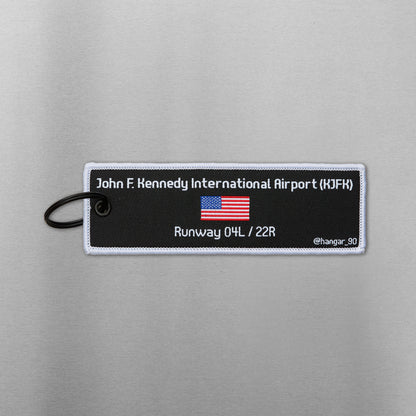 John F. Kennedy International Airport (KJFK)
Runway 04L / 22R
@hangar_90